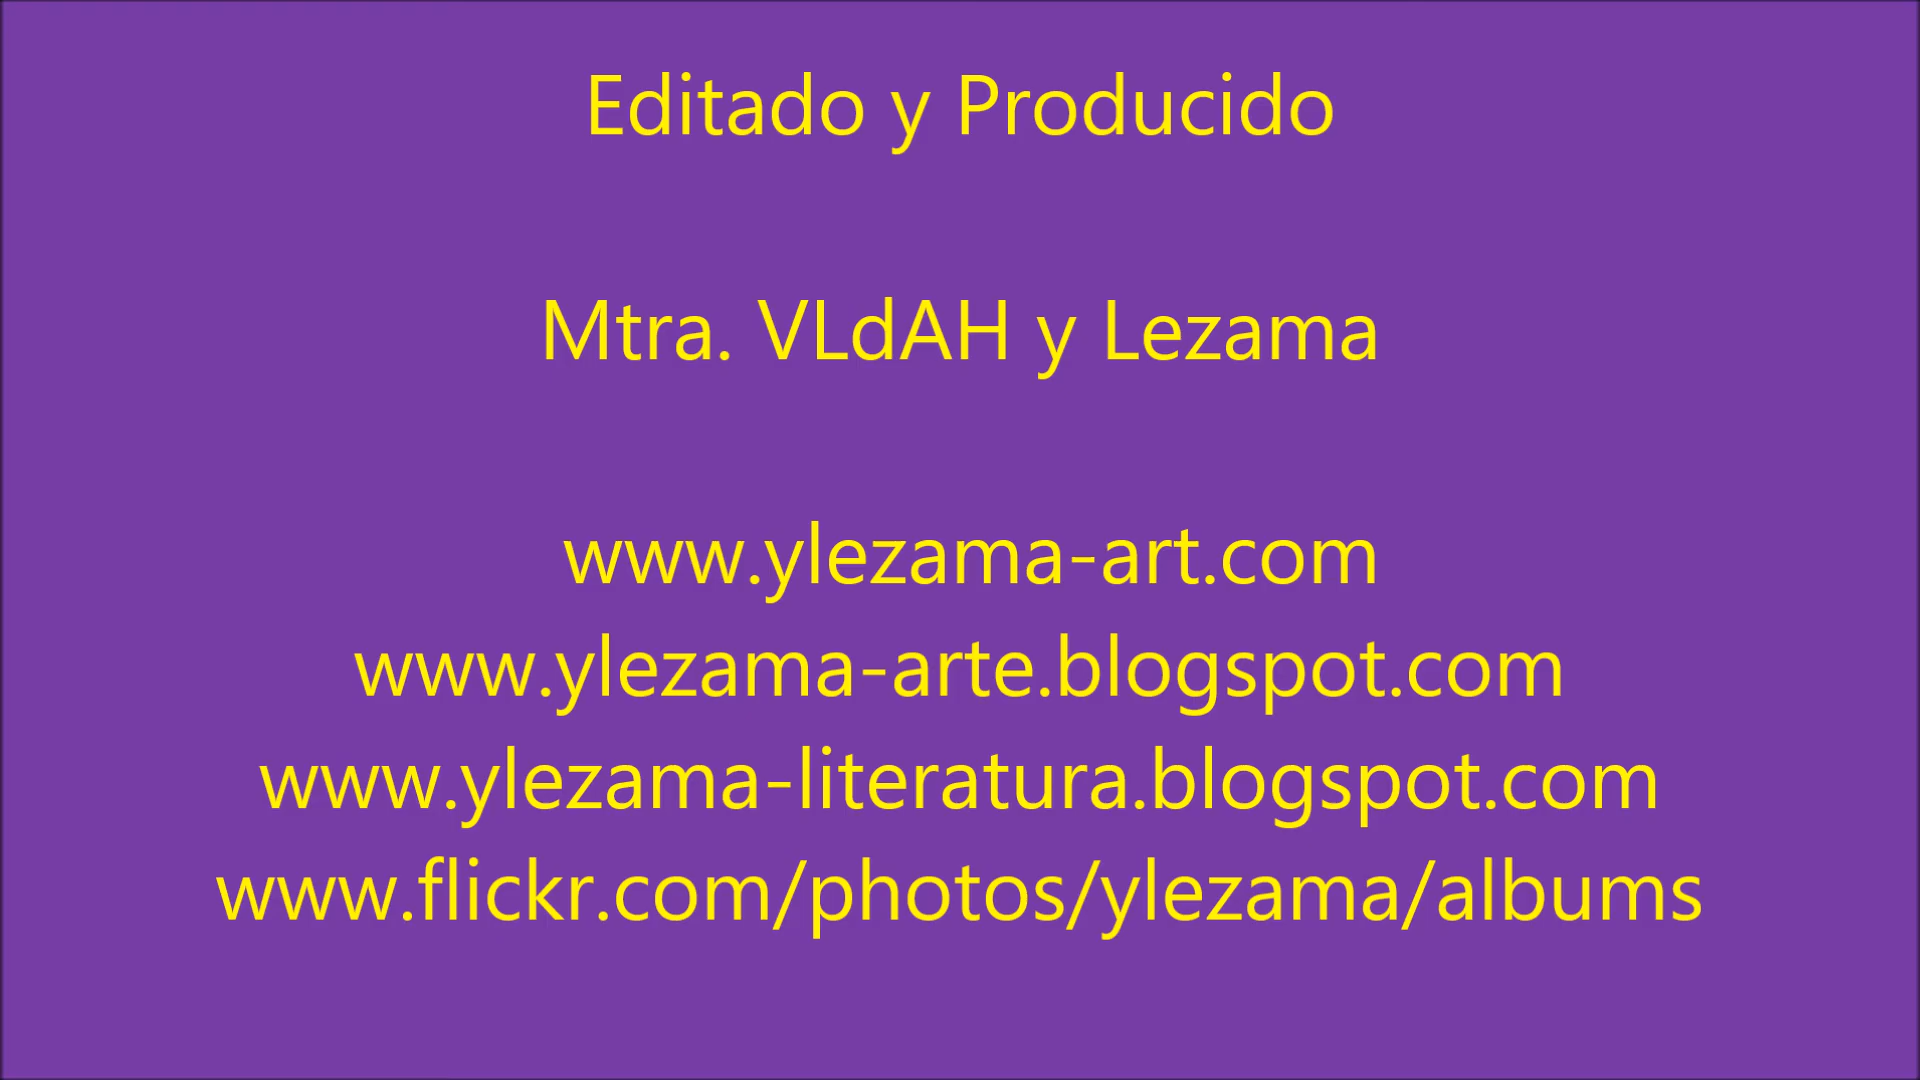 Editado y Producido
Mtra. VLdAH y Lezama
www.ylezama-art.com
www.ylezama-arte.blogspot.com
www.ylezama-literatura.blogspot.com
www.flickr.com/photos/ylezama/albums